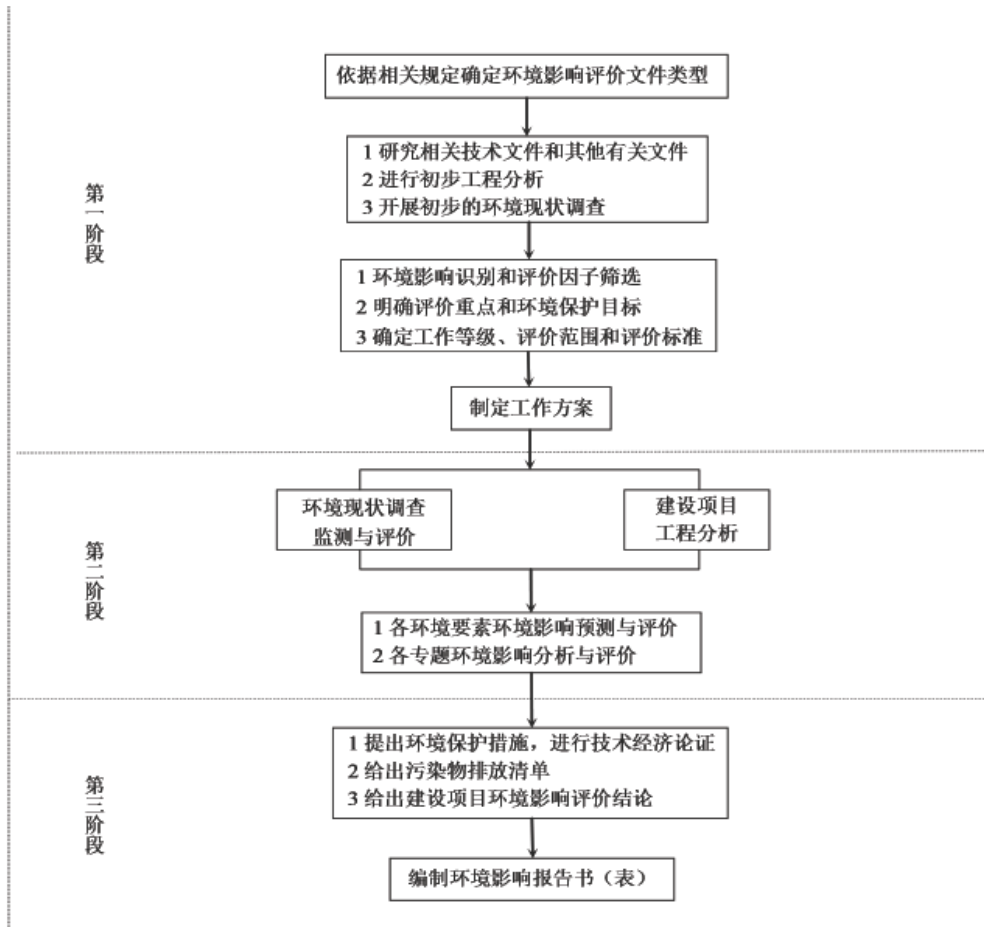 依据相关规定确定环境影响评价文件类型
1 研究相关技术文件和其他有关文件
2 进行初步工程分析
3 开展初步的环境现状调查
第一阶段
1 环境影响识别和评价因子筛选
2 明确评价重点和环境保护目标
3 确定工作等级、评价范围和评价标准
制定工作方案
环境现状调查
监测与评价
建设项目
工程分析
第二阶段
1 各环境要素环境影响预测与评价
2 各专题环境影响分析与评价
1 提出环境保护措施，进行技术经济论证
2 给出污染物排放清单
3 给出建设项目环境影响评价结论
第三阶段
编制环境影响报告书（表）